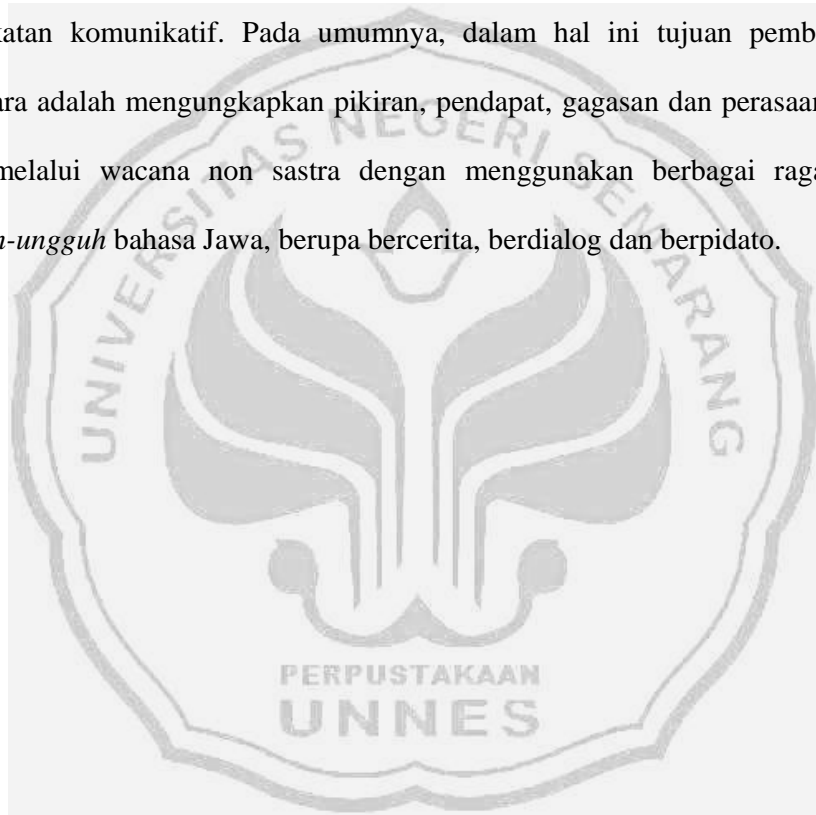 katan komunikatif. Pada umumnya, dalam hal ini tujuan pemb
ara adalah mengungkapkan pikiran, pendapat, gagasan dan perasaan
melalui wacana non sastra dengan menggunakan berbagai raga
n-ungguh bahasa Jawa, berupa bercerita, berdialog dan berpidato.
UNIVERSITAS NEGERI SEMARANG
PERPUSTAKAAN
UNNES